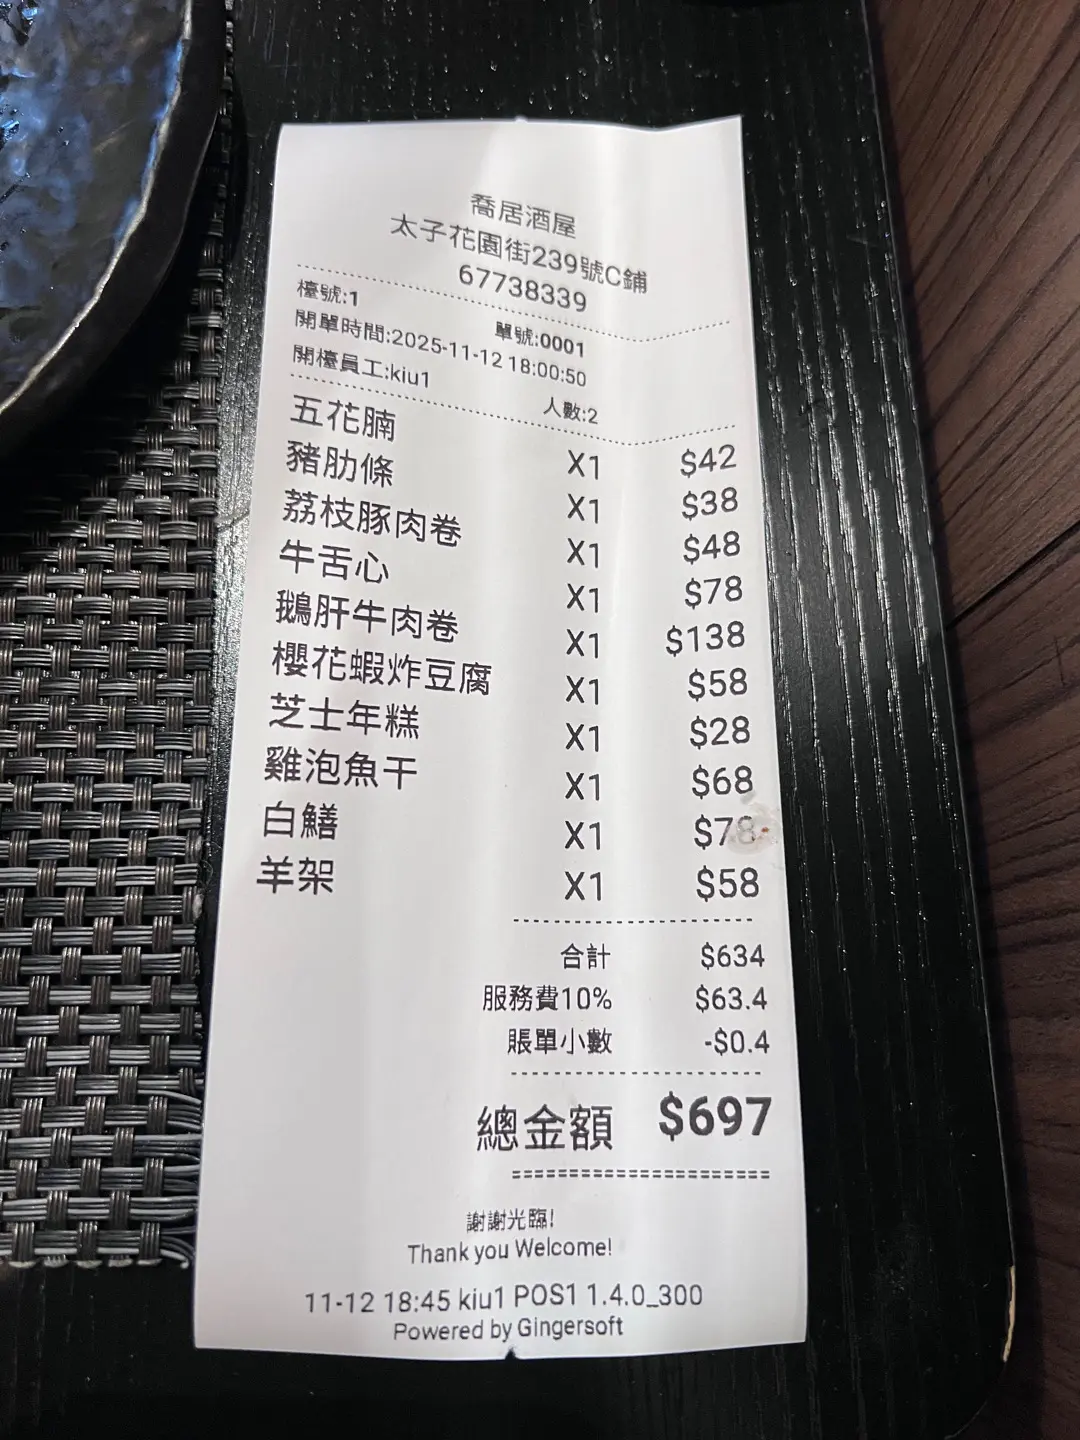 喬居酒屋
太子花園街239號C鋪
67738339
檯號:1 單號:0001
開單時間:2025-11-12 18:00:50
開檯員工:kiu1 人數:2
五花腩 X1 $42
豬肋條 X1 $38
荔枝豚肉卷 X1 $48
牛舌心 X1 $78
鵝肝牛肉卷 X1 $138
櫻花蝦炸豆腐 X1 $58
芝士年糕 X1 $28
雞泡魚干 X1 $68
白鱔 X1 $78
羊架 X1 $58
合計 $634
服務費10% $63.4
賬單小數 -$0.4
總金額 $697
謝謝光臨!
Thank you Welcome!
11-12 18:45 kiu1 POS1 1.4.0_300
Powered by Gingersoft